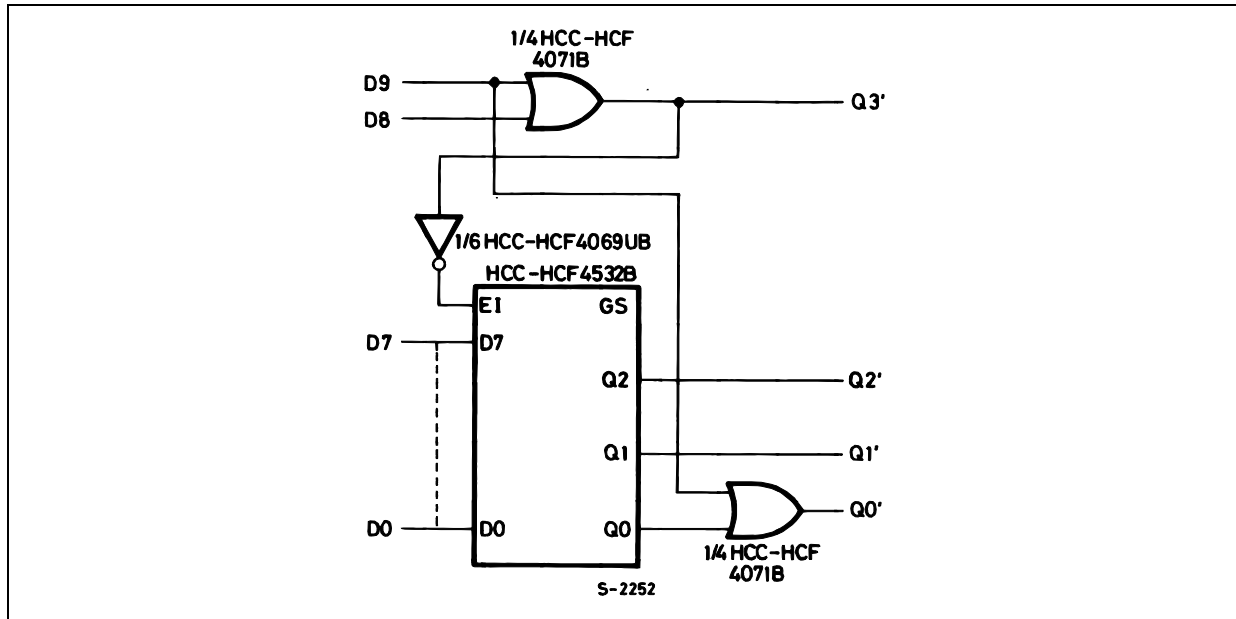 1/4 HCC-HCF
4071B
D9
D8
Q3'
1/6 HCC-HCF4069UB
HCC-HCF4532B
EI
GS
D7
D7
Q2
Q2'
Q1
Q1'
Q0'
D0
D0
Q0
1/4 HCC-HCF
4071B
S-2252